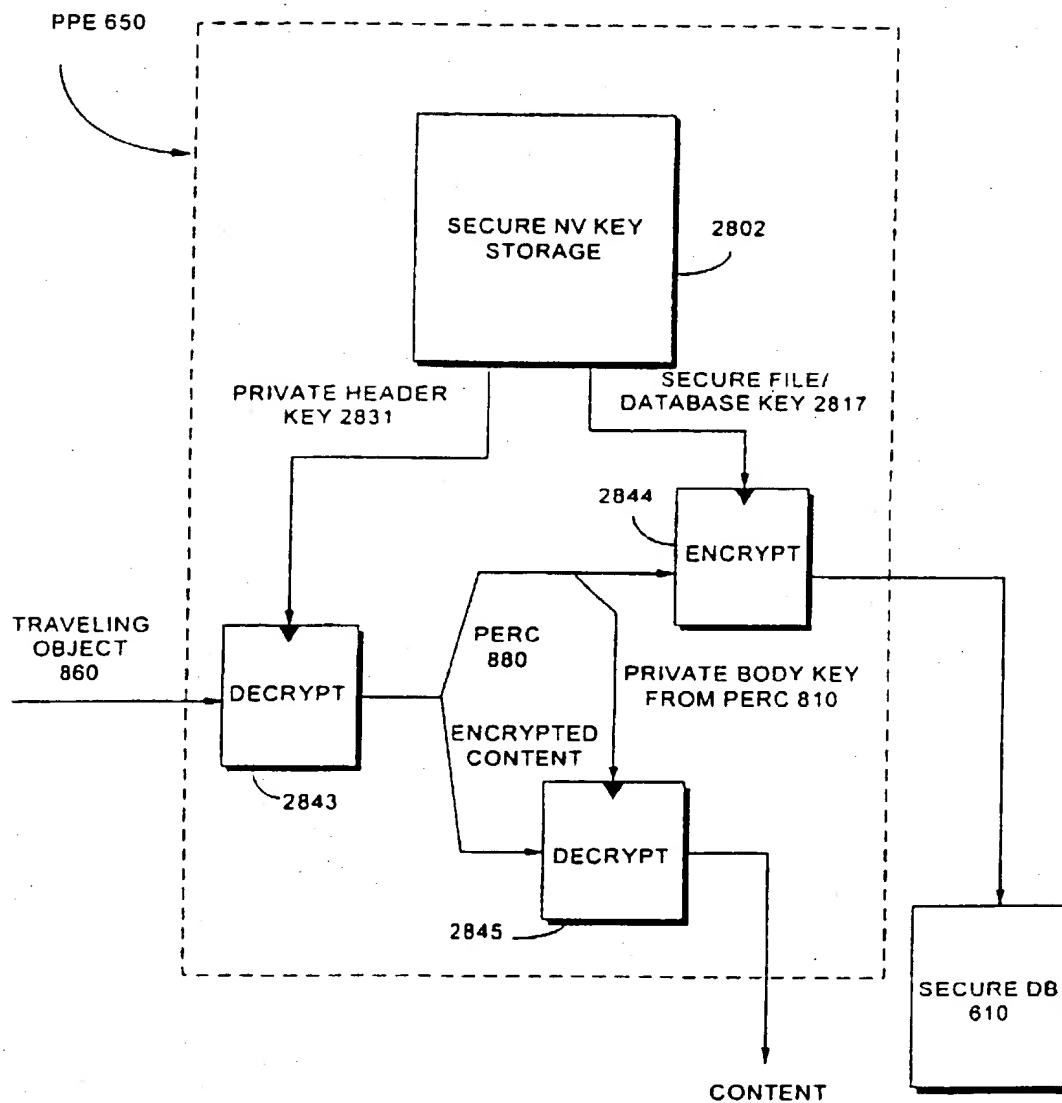 PPE 650
SECURE NV KEY
STORAGE
2802
PRIVATE HEADER
KEY 2831
SECURE FILE/
DATABASE KEY 2817
2844
ENCRYPT
TRAVELING
OBJECT
860
DECRYPT
PERC
880
PRIVATE BODY KEY
FROM PERC 810
ENCRYPTED
CONTENT
2843
DECRYPT
2845
SECURE DB
610
CONTENT